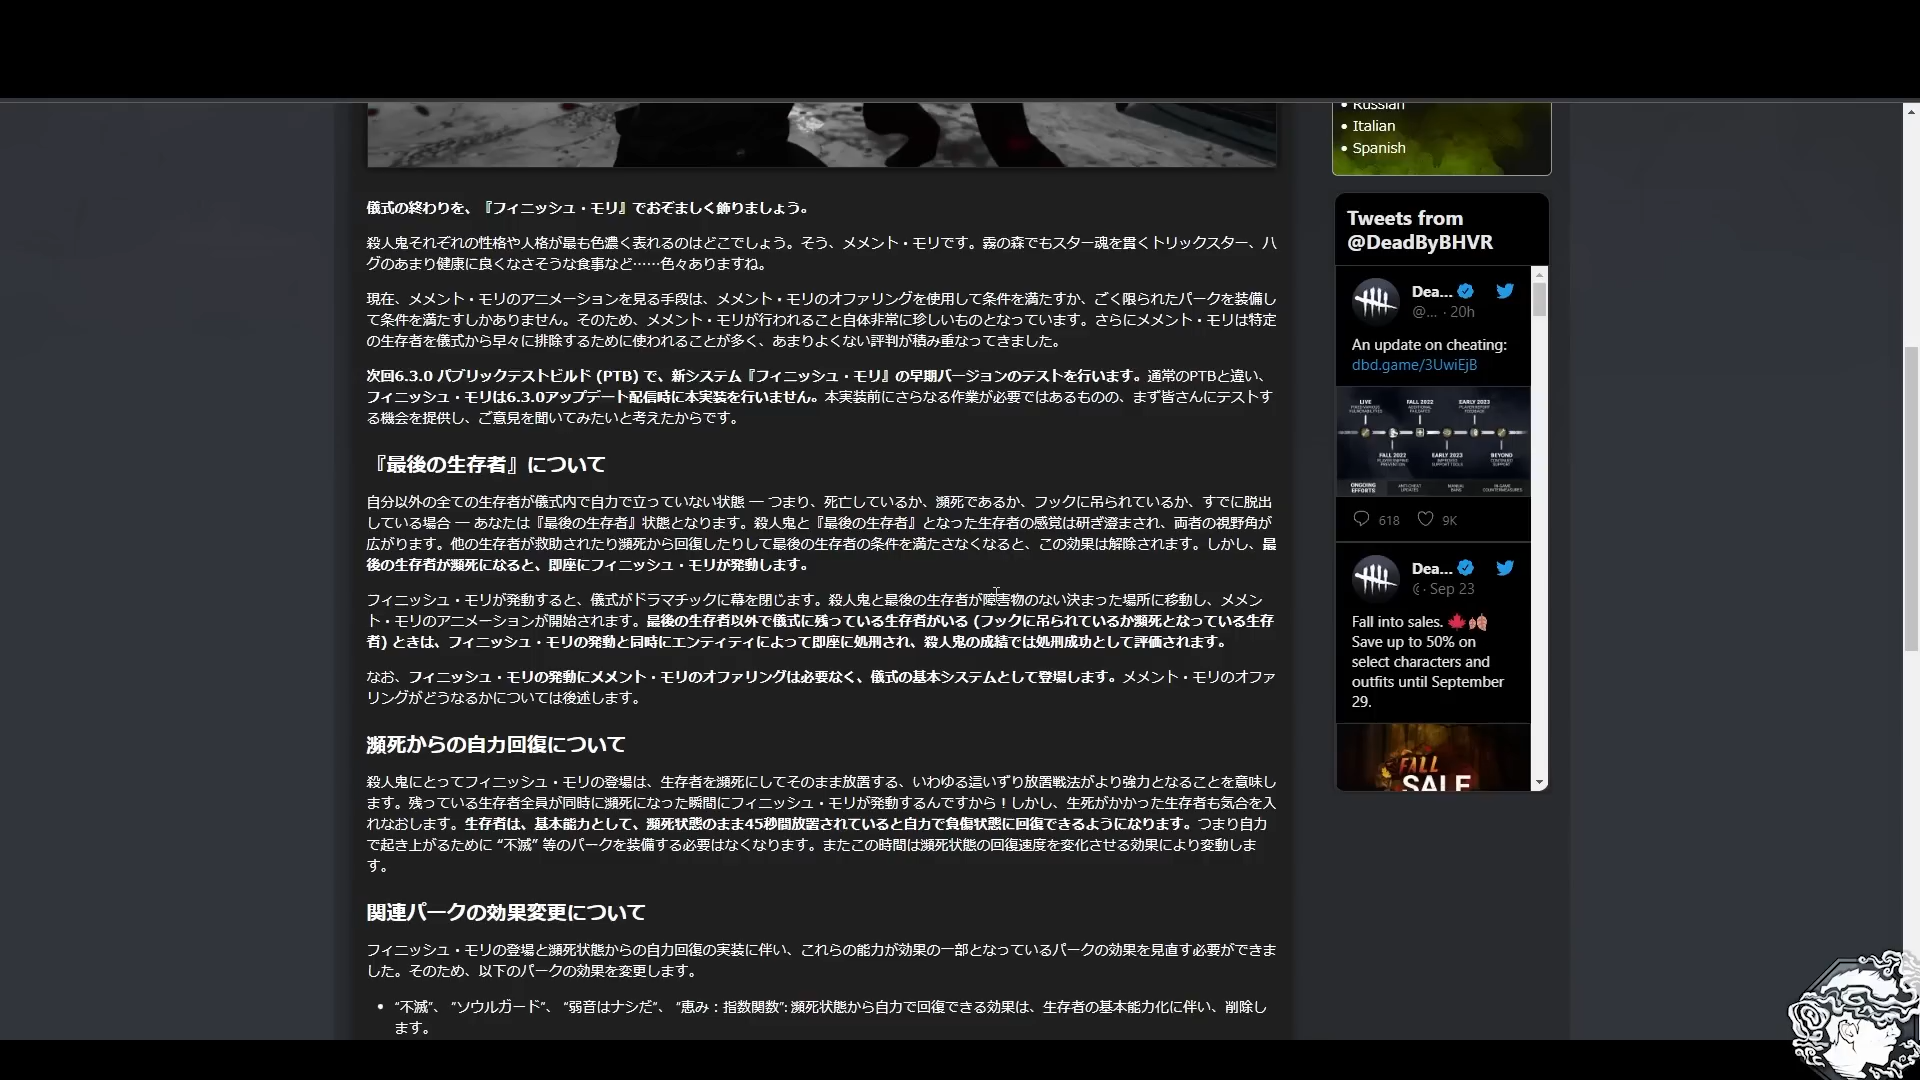 儀式の終わりを、『フィニッシュ・モリ』でおぞましく飾りましょう。
殺人鬼それぞれの性格や人格が最も色濃く表れるのはどこでしょう。そう、メメント・モリです。霧の森でもスター魂を貫くトリックスター、ハ
グのあまり健康に良くなさそうな食事など……色々ありますね。
現在、メメント・モリのアニメーションを見る手段は、メメント・モリのオファリングを使用して条件を満たすか、ごく限られたパークを装備し
て条件を満たすしかありません。そのため、メメント・モリが行われること自体非常に珍しいものとなっています。さらにメメント・モリは特定
の生存者を儀式から早々に排除するために使われることが多く、あまりよくない評判が積み重なってきました。
次回6.3.0 パブリックテストビルド (PTB) で、新システム『フィニッシュ・モリ』の早期バージョンのテストを行います。通常のPTBと違い、
フィニッシュ・モリは6.3.0アップデート配信時に本実装を行いません。本実装前にさらなる作業が必要ではあるものの、まず皆さんにテストす
る機会を提供し、ご意見を聞いてみたいと考えたからです。
『最後の生存者』について
自分以外の全ての生存者が儀式内で自力で立っていない状態 ― つまり、死亡しているか、瀕死であるか、フックに吊られているか、すでに脱出
している場合 ― あなたは『最後の生存者』状態となります。殺人鬼と『最後の生存者』となった生存者の感覚は研ぎ澄まされ、両者の視野角が
広がります。他の生存者が救助されたり瀕死から回復したりして最後の生存者の条件を満たさなくなると、この効果は解除されます。しかし、最
後の生存者が瀕死になると、即座にフィニッシュ・モリが発動します。
フィニッシュ・モリが発動すると、儀式がドラマチックに幕を閉じます。殺人鬼と最後の生存者が障害物のない決まった場所に移動し、メメン
ト・モリのアニメーションが開始されます。最後の生存者以外で儀式に残っている生存者がいる (フックに吊られているか瀕死となっている生存
者) ときは、フィニッシュ・モリの発動と同時にエンティティによって即座に処刑され、殺人鬼の成績では処刑成功として評価されます。
なお、フィニッシュ・モリの発動にメメント・モリのオファリングは必要なく、儀式の基本システムとして登場します。メメント・モリのオファ
リングがどうなるかについては後述します。
瀕死からの自力回復について
殺人鬼にとってフィニッシュ・モリの登場は、生存者を瀕死にしてそのまま放置する、いわゆる這いずり放置戦法がより強力となることを意味し
ます。残っている生存者全員が同時に瀕死になった瞬間にフィニッシュ・モリが発動するんですから！しかし、生死がかかった生存者も気合を入
れなおします。生存者は、基本能力として、瀕死状態のまま45秒間放置されていると自力で負傷状態に回復できるようになります。つまり自力
で起き上がるために “不滅” 等のパークを装備する必要はなくなります。またこの時間は瀕死状態の回復速度を変化させる効果により変動しま
す。
関連パークの効果変更について
フィニッシュ・モリの登場と瀕死状態からの自力回復の実装に伴い、これらの能力が効果の一部となっているパークの効果を見直す必要ができま
した。そのため、以下のパークの効果を変更します。
• “不滅”、 ”ソウルガード”、 “弱音はナシだ”、 “恵み：指数関数”: 瀕死状態から自力で回復できる効果は、生存者の基本能力化に伴い、削除し
ます。
• Russian
• Italian
• Spanish
Tweets from
@DeadByBHVR
Dea...
@... · 20h
An update on cheating:
dbd.game/3UwiEjB
LIVE
FALL 2022
EARLY 2023
FALL 2022
EARLY 2023
BEYOND
ONGOING
EFFORTS
618
9K
Dea...
· Sep 23
Fall into sales. 🍁🍂
Save up to 50% on
select characters and
outfits until September
29.
FALL
SALE